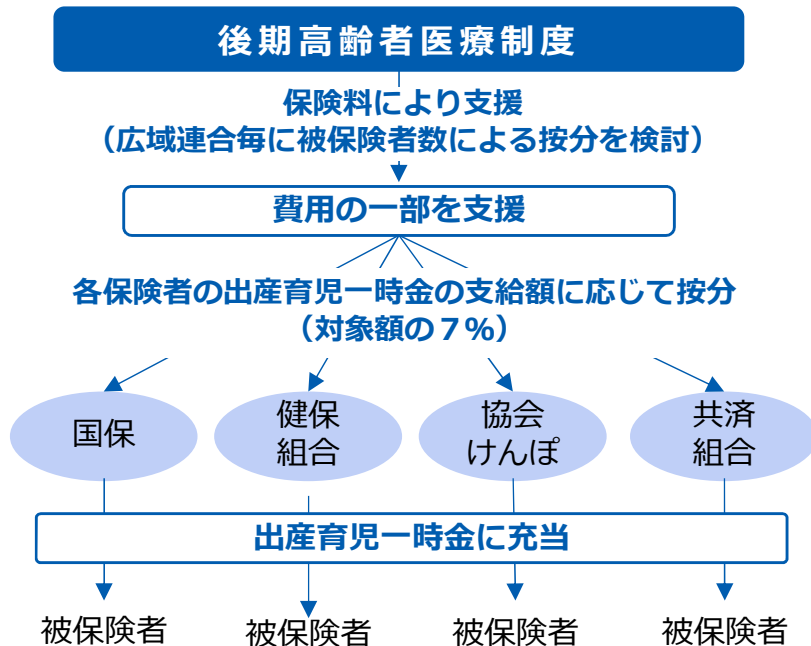 後期高齢者医療制度
保険料により支援
（広域連合毎に被保険者数による按分を検討）
費用の一部を支援
各保険者の出産育児一時金の支給額に応じて按分
（対象額の７％）
国保
健保
組合
協会
けんぽ
共済
組合
出産育児一時金に充当
被保険者
被保険者
被保険者
被保険者